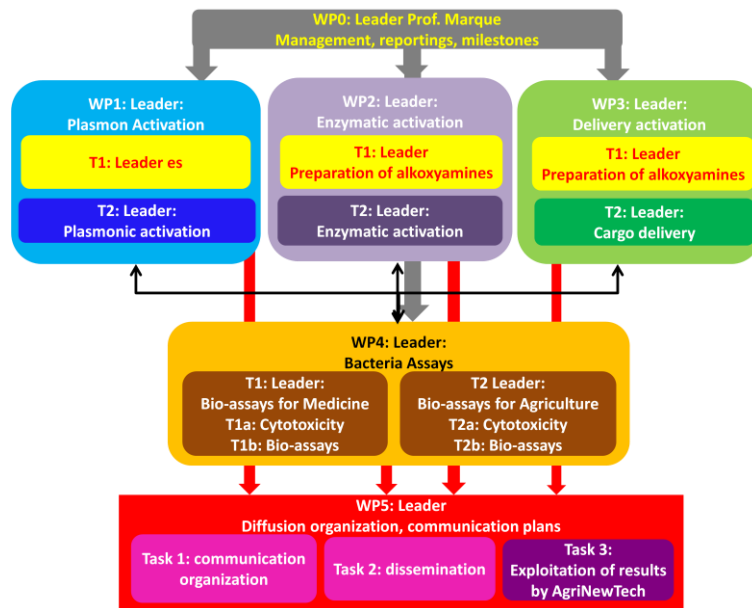 WP0: Leader Prof. Marque
Management, reportings, milestones
WP1: Leader:
Plasmon Activation
T1: Leader es
T2: Leader:
Plasmonic activation
WP2: Leader:
Enzymatic activation
T1: Leader
Preparation of alkoxyamines
T2: Leader:
Enzymatic activation
WP3: Leader:
Delivery activation
T1: Leader
Preparation of alkoxyamines
T2: Leader:
Cargo delivery
WP4: Leader:
Bacteria Assays
T1: Leader:
Bio-assays for Medicine
T1a: Cytotoxicity
T1b: Bio-assays
T2 Leader:
Bio-assays for Agriculture
T2a: Cytotoxicity
T2b: Bio-assays
WP5: Leader
Diffusion organization, communication plans
Task 1: communication
organization
Task 2: dissemination
Task 3:
Exploitation of results
by AgriNewTech